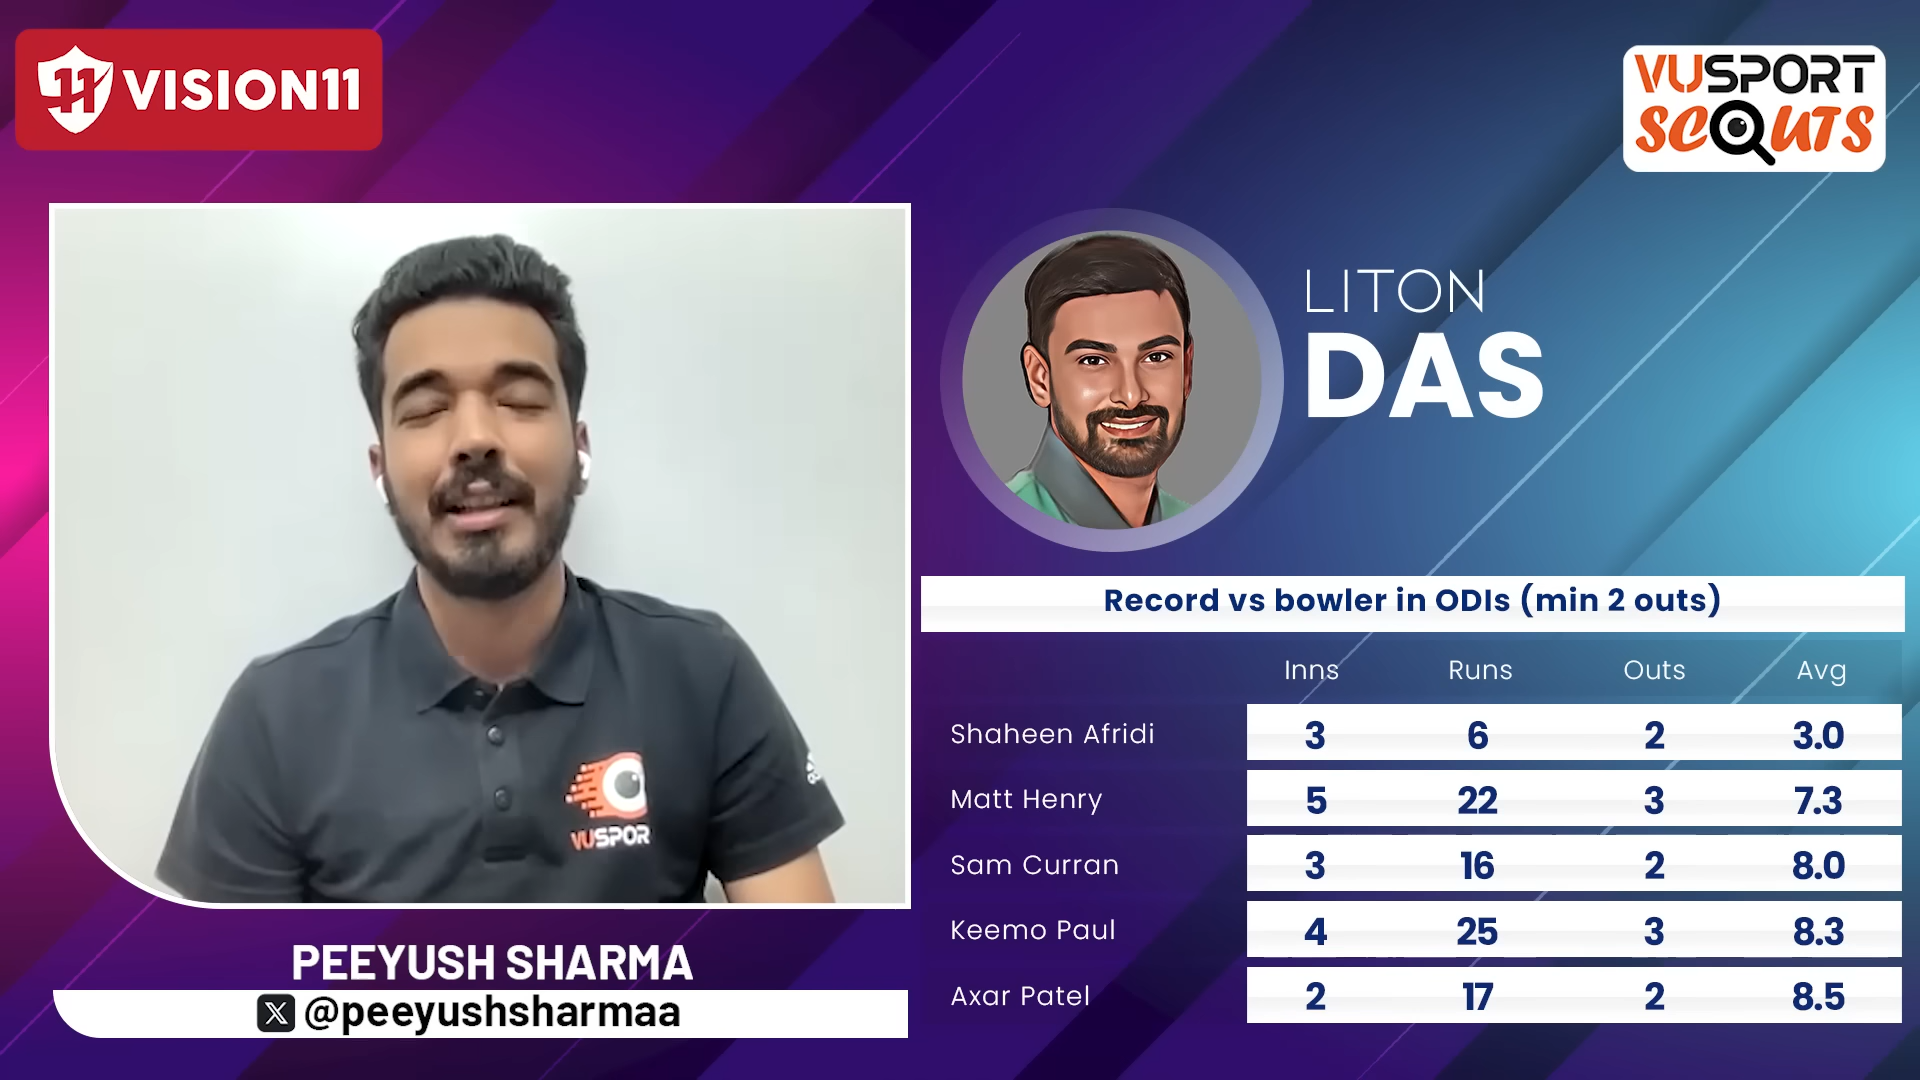 11 VISION11
VUSPORT
SCOUTS
LITON
DAS
Record vs bowler in ODIs (min 2 outs)
Inns Runs Outs Avg
Shaheen Afridi 3 6 2 3.0
Matt Henry 5 22 3 7.3
Sam Curran 3 16 2 8.0
Keemo Paul 4 25 3 8.3
Axar Patel 2 17 2 8.5
VUSPOR
PEEYUSH SHARMA
X @peeyushsharmaa